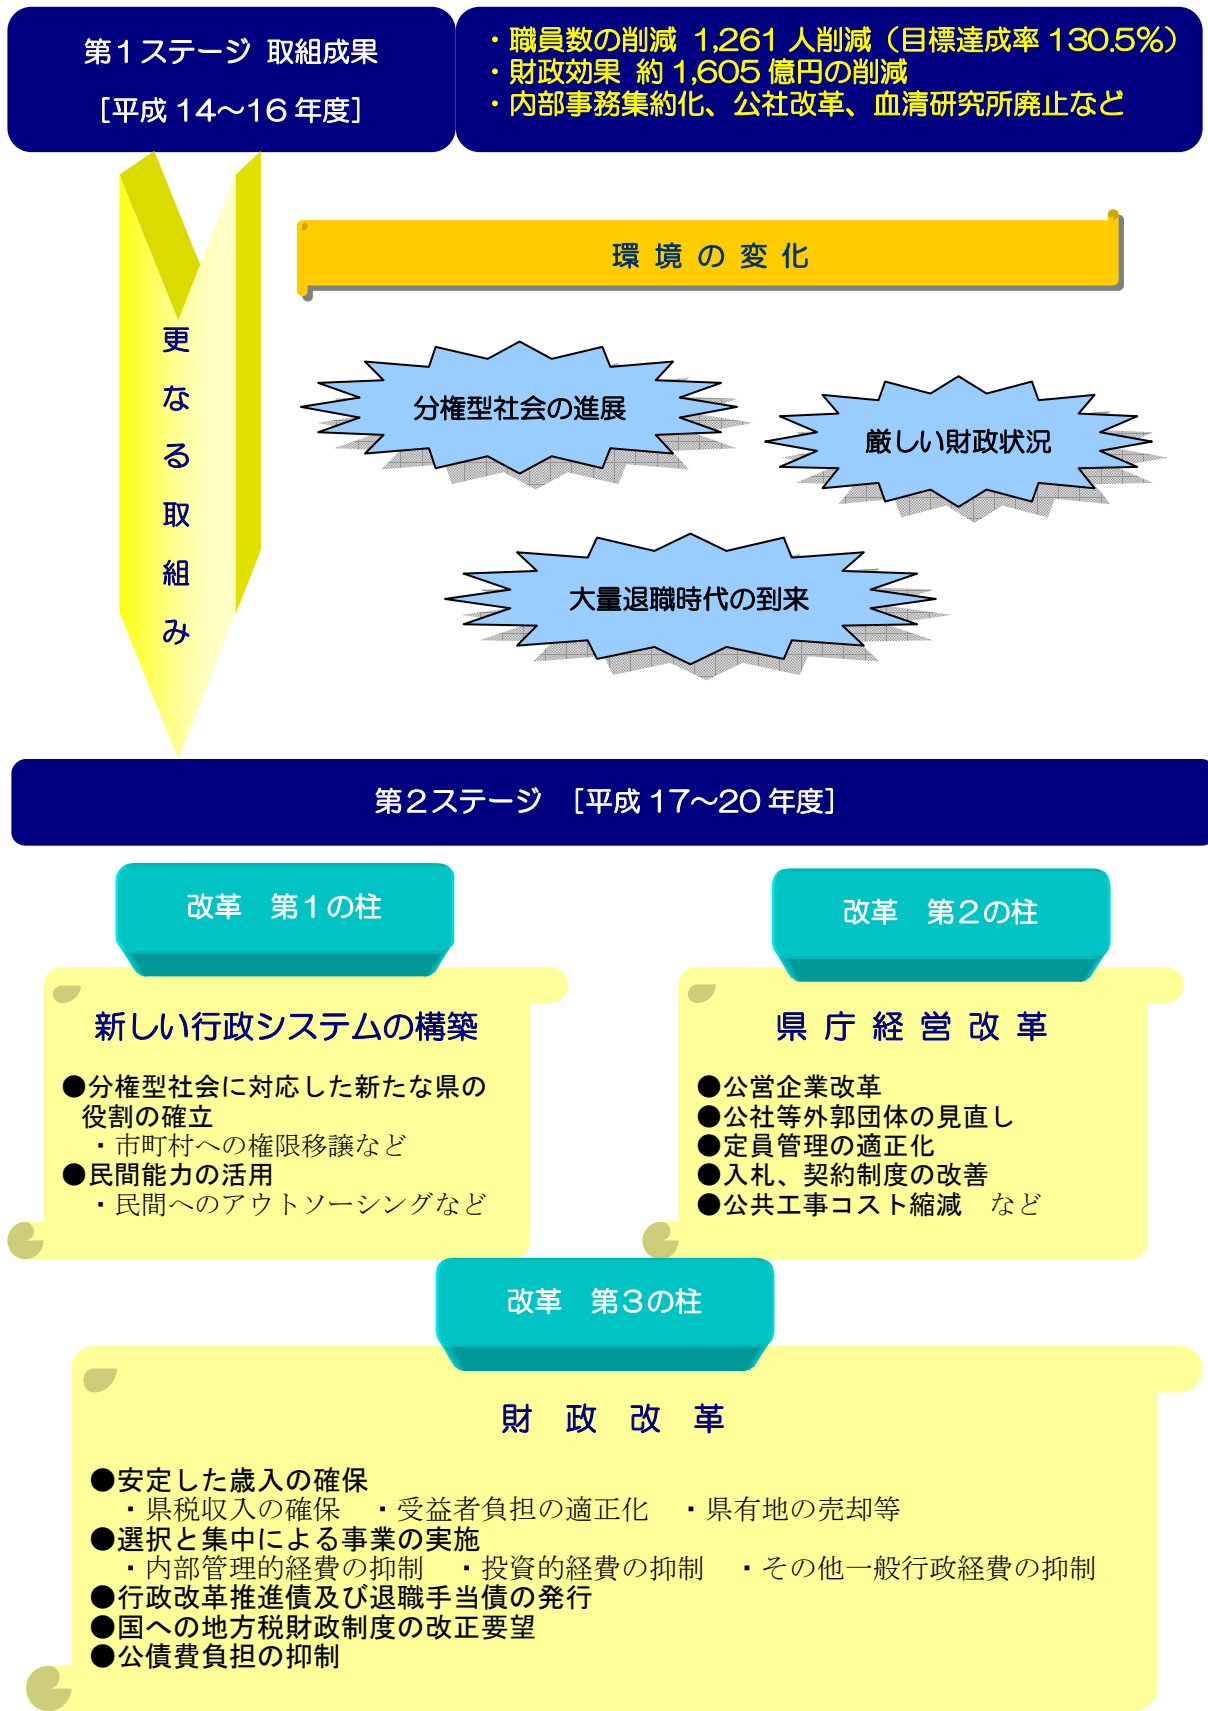 第１ステージ 取組成果
［平成 14～16 年度］
・職員数の削減 1,261 人削減（目標達成率 130.5％）
・財政効果 約 1,605 億円の削減
・内部事務集約化、公社改革、血清研究所廃止など
更なる取組み
環 境 の 変 化
分権型社会の進展
厳しい財政状況
大量退職時代の到来
第２ステージ ［平成 17～20 年度］
改革　第１の柱
新しい行政システムの構築
●分権型社会に対応した新たな県の
役割の確立
・市町村への権限移譲など
●民間能力の活用
・民間へのアウトソーシングなど
改革　第２の柱
県 庁 経 営 改 革
●公営企業改革
●公社等外郭団体の見直し
●定員管理の適正化
●入札、契約制度の改善
●公共工事コスト縮減　など
改革　第３の柱
財　政　改　革
●安定した歳入の確保
・県税収入の確保　・受益者負担の適正化　・県有地の売却等
●選択と集中による事業の実施
・内部管理的経費の抑制　・投資的経費の抑制　・その他一般行政経費の抑制
●行政改革推進債及び退職手当債の発行
●国への地方税財政制度の改正要望
●公債費負担の抑制